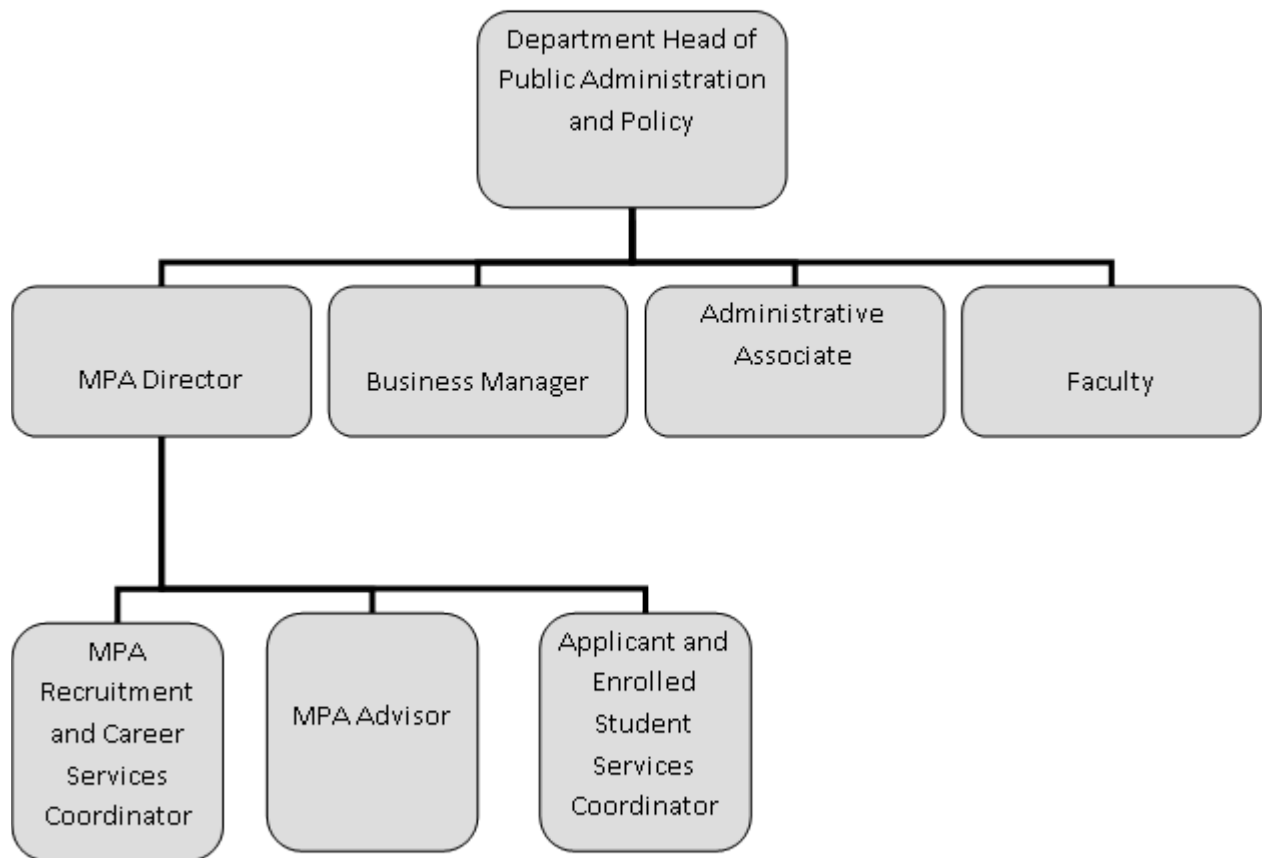 Department Head of
Public Administration
and Policy
MPA Director
Business Manager
Administrative
Associate
Faculty
MPA
Recruitment
and Career
Services
Coordinator
MPA Advisor
Applicant and
Enrolled
Student
Services
Coordinator